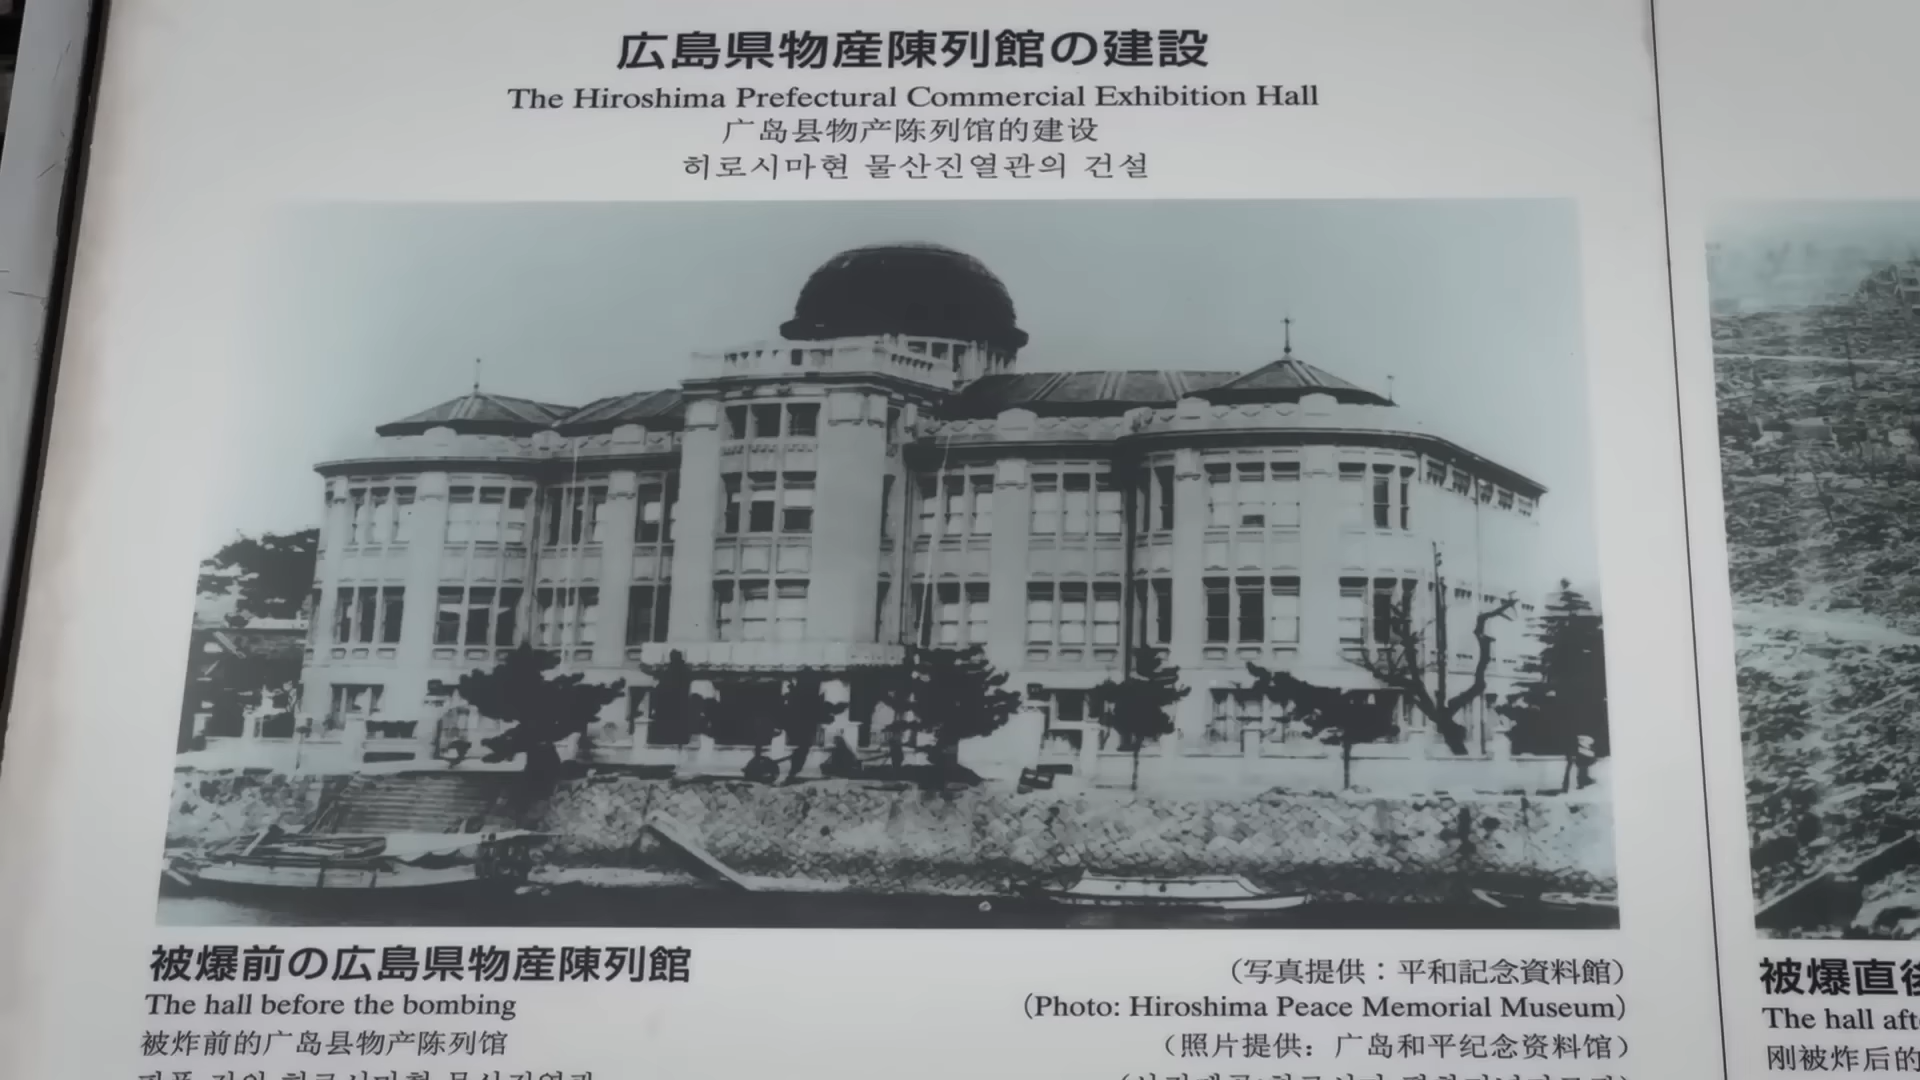 広島県物産陳列館の建設
The Hiroshima Prefectural Commercial Exhibition Hall
广岛县物产陈列馆的建设
히로시마현 물산진열관의 건설
被爆前の広島県物産陳列館
The hall before the bombing
被炸前的广岛县物产陈列馆
(写真提供：平和記念資料館)
(Photo: Hiroshima Peace Memorial Museum)
(照片提供：广岛和平纪念资料馆)
被爆直後
The hall aft
刚被炸后的